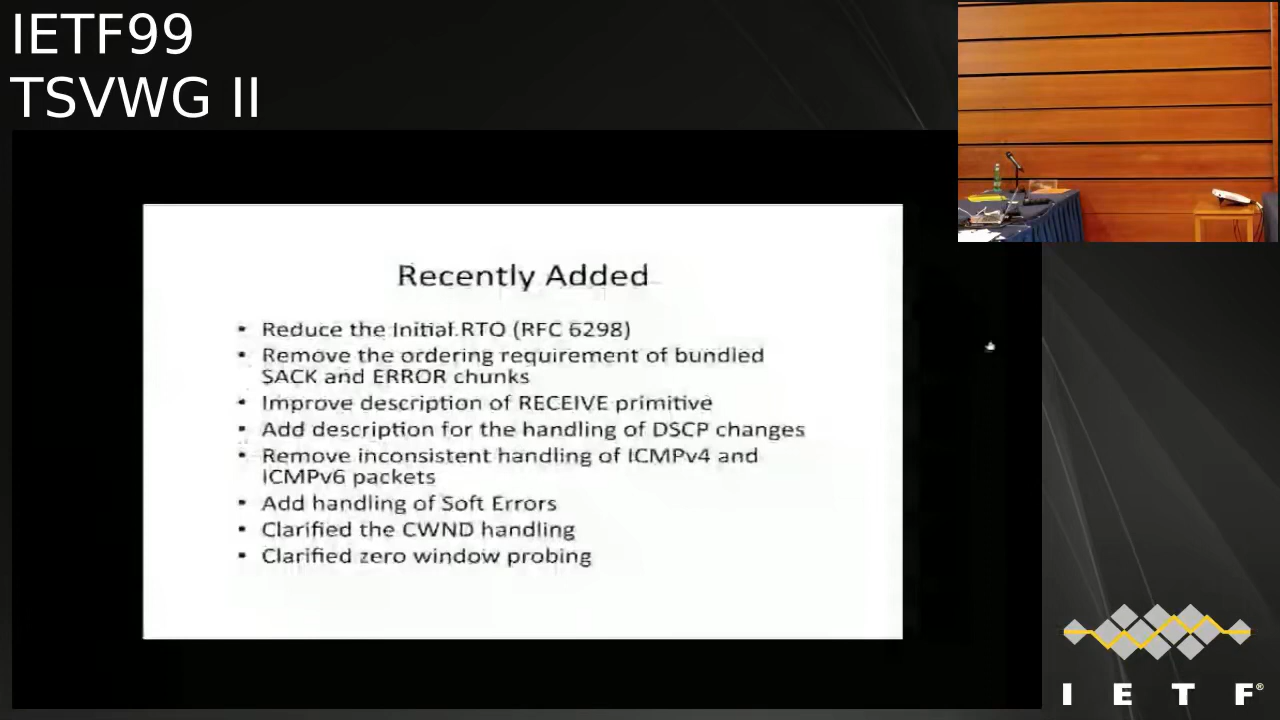 IETF99
TSVWG II
Recently Added
• Reduce the Initial RTO (RFC 6298)
• Remove the ordering requirement of bundled
SACK and ERROR chunks
• Improve description of RECEIVE primitive
• Add description for the handling of DSCP changes
• Remove inconsistent handling of ICMPv4 and
ICMPv6 packets
• Add handling of Soft Errors
• Clarified the CWND handling
• Clarified zero window probing
I E T F®